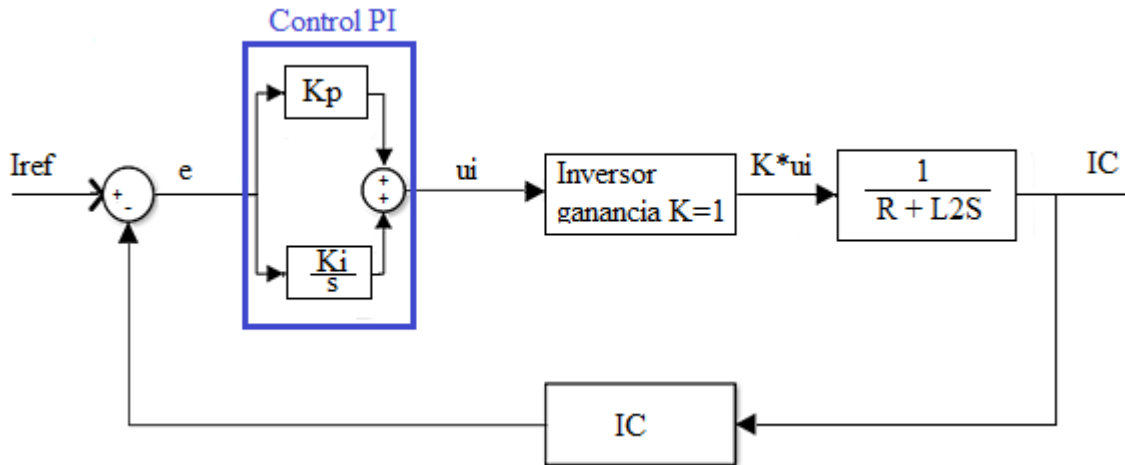 Control PI
Kp
Iref
+
-
e
+
+
ui
Inversor
ganancia K=1
K*ui
1
R + L2S
IC
Ki
s
IC